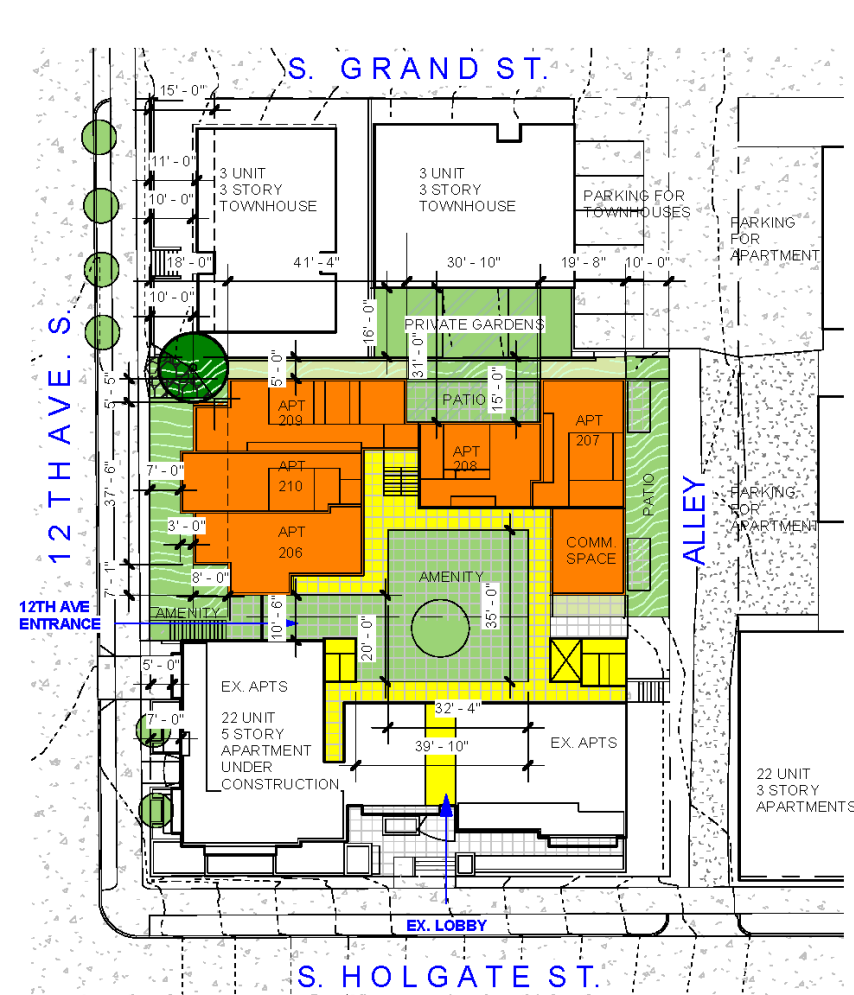 S. GRAND ST.
15' - 0"
11' - 0"
3 UNIT
3 STORY
TOWNHOUSE
3 UNIT
3 STORY
TOWNHOUSE
10' - 0"
PARKING FOR
TOWNHOUSES
PARKING
FOR
APARTMENT
18' - 0"
41' - 4"
30' - 10"
19' - 8"
10' - 0"
10' - 0"
16' - 0"
PRIVATE GARDENS
12TH AVE. S.
5' - 0"
31' - 0"
15' - 0"
5' - 5"
PATIO
APT
209
APT
207
APT
208
7' - 0"
APT
210
37' - 6"
PATIO
ALLEY
PARKING
FOR
APARTMENT
3' - 0"
APT
206
COMM.
SPACE
8' - 0"
AMENITY
7' - 1"
12TH AVE
ENTRANCE
AMENITY
10' - 6"
20' - 0"
35' - 0"
5' - 0"
EX. APTS
22 UNIT
5 STORY
APARTMENT
UNDER
CONSTRUCTION
7' - 0"
32' - 4"
39' - 10"
EX. APTS
22 UNIT
3 STORY
APARTMENTS
EX. LOBBY
S. HOLGATE ST.